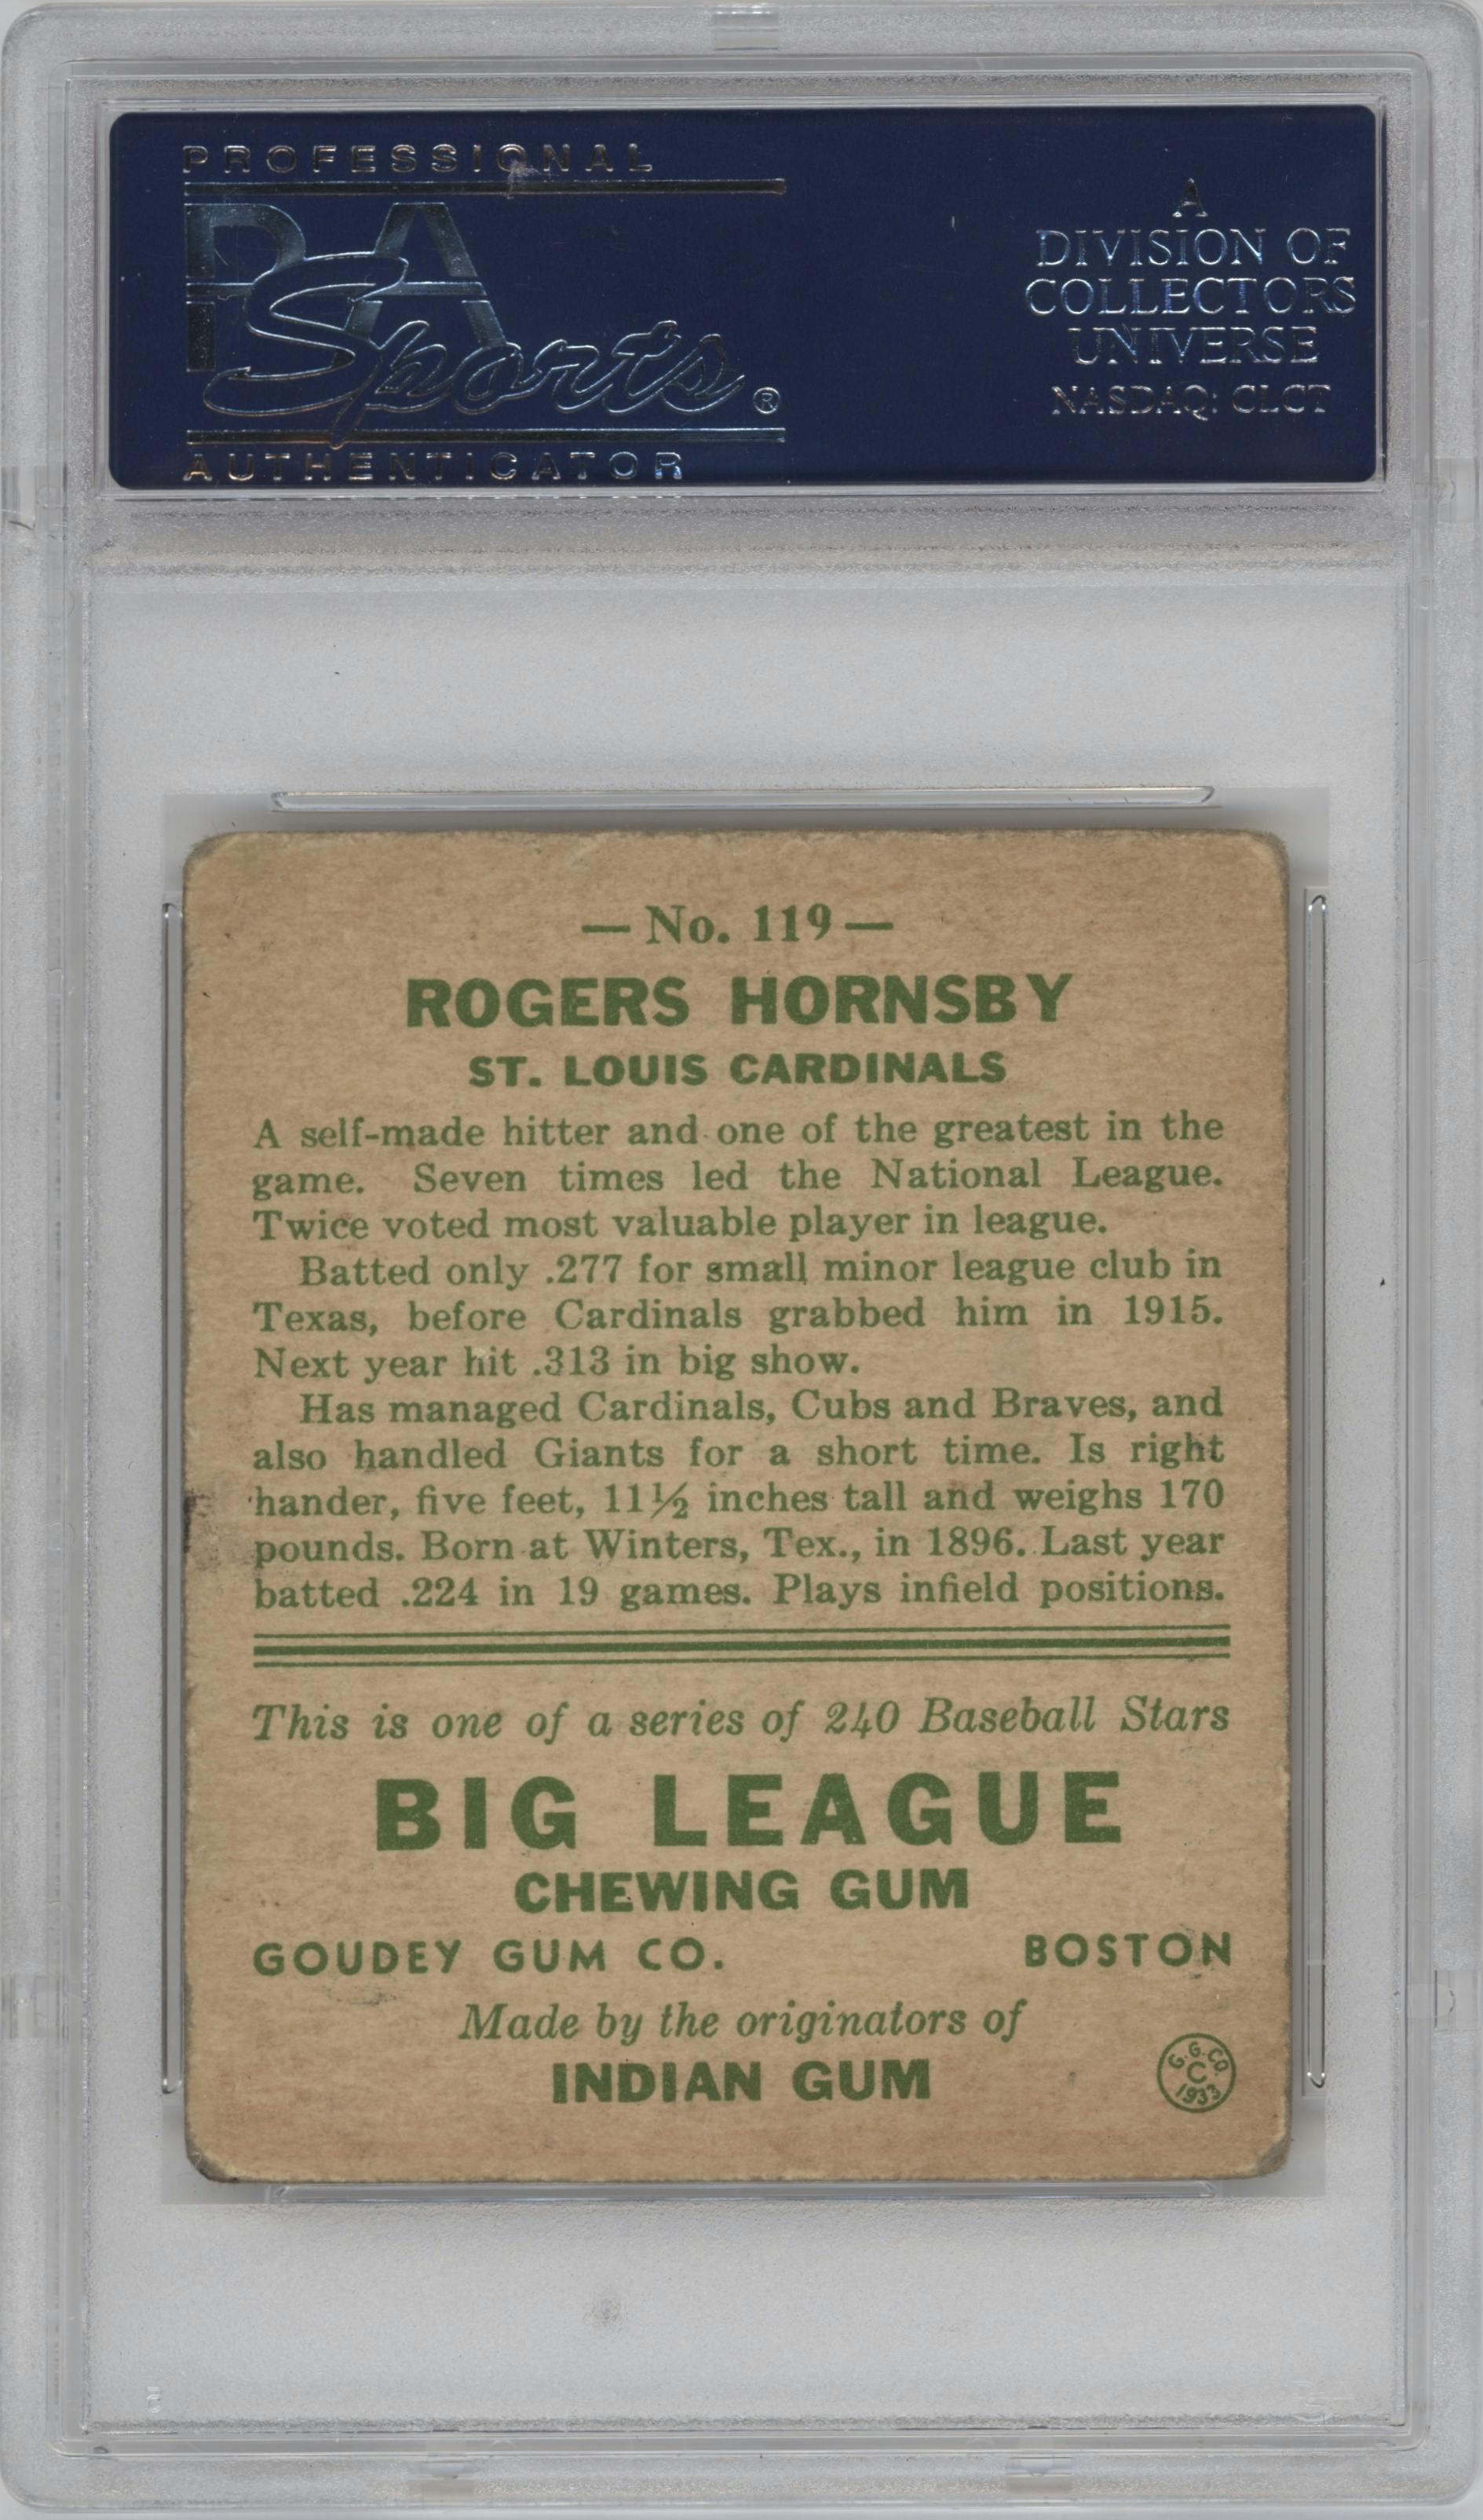 PROFESSIONAL
PSA
Sports®
AUTHENTICATOR
A
DIVISION OF
COLLECTORS
UNIVERSE
NASDAQ: CLCT
— No. 119 —
ROGERS HORNSBY
ST. LOUIS CARDINALS
A self-made hitter and one of the greatest in the
game. Seven times led the National League.
Twice voted most valuable player in league.
Batted only .277 for small minor league club in
Texas, before Cardinals grabbed him in 1915.
Next year hit .313 in big show.
Has managed Cardinals, Cubs and Braves, and
also handled Giants for a short time. Is right
hander, five feet, 11½ inches tall and weighs 170
pounds. Born at Winters, Tex., in 1896. Last year
batted .224 in 19 games. Plays infield positions.
This is one of a series of 240 Baseball Stars
BIG LEAGUE
CHEWING GUM
GOUDEY GUM CO. BOSTON
Made by the originators of
INDIAN GUM
G.G.CO.
C
1933